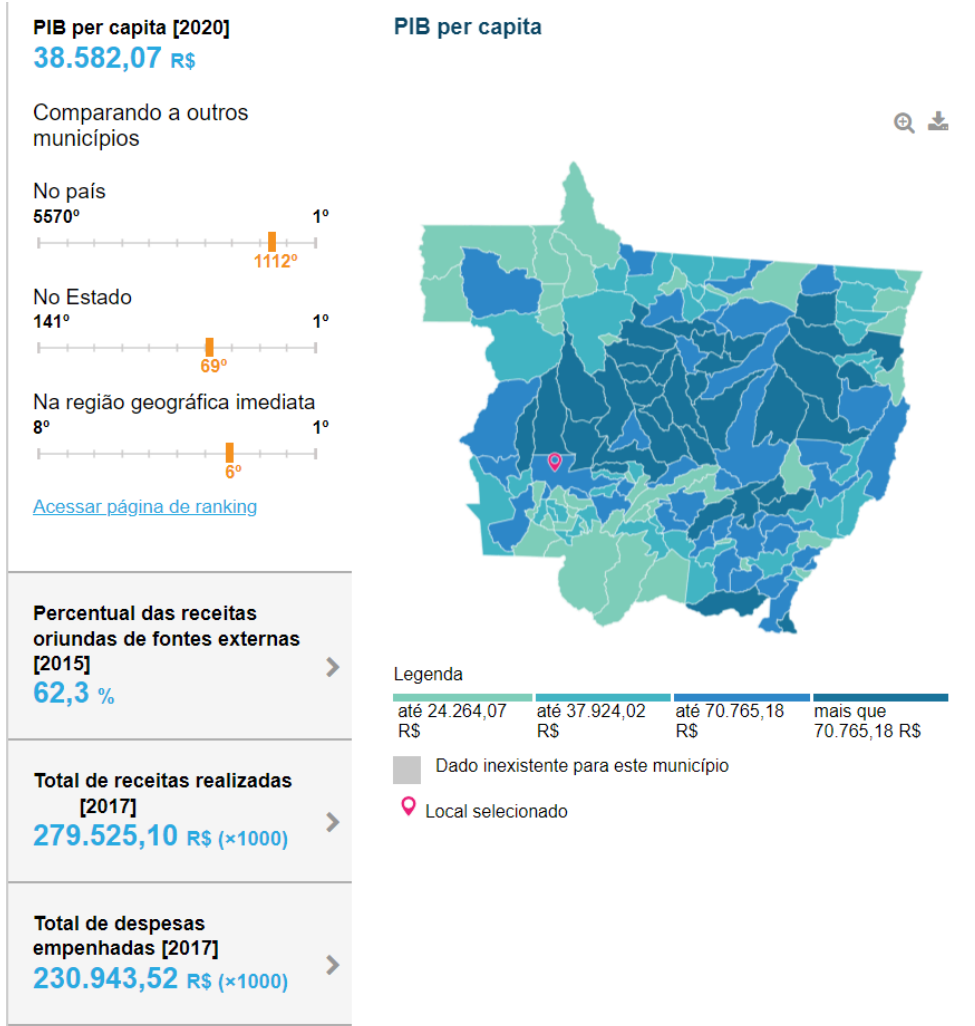 PIB per capita [2020]
38.582,07 R$
Comparando a outros
municípios
No país
5570º 1º
1112º
No Estado
141º 1º
69º
Na região geográfica imediata
8º 1º
6º
Acessar página de ranking
Percentual das receitas
oriundas de fontes externas
[2015]
62,3 %
Total de receitas realizadas
[2017]
279.525,10 R$ (×1000)
Total de despesas
empenhadas [2017]
230.943,52 R$ (×1000)
PIB per capita
Legenda
até 24.264,07
R$
até 37.924,02
R$
até 70.765,18
R$
mais que
70.765,18 R$
Dado inexistente para este município
Local selecionado